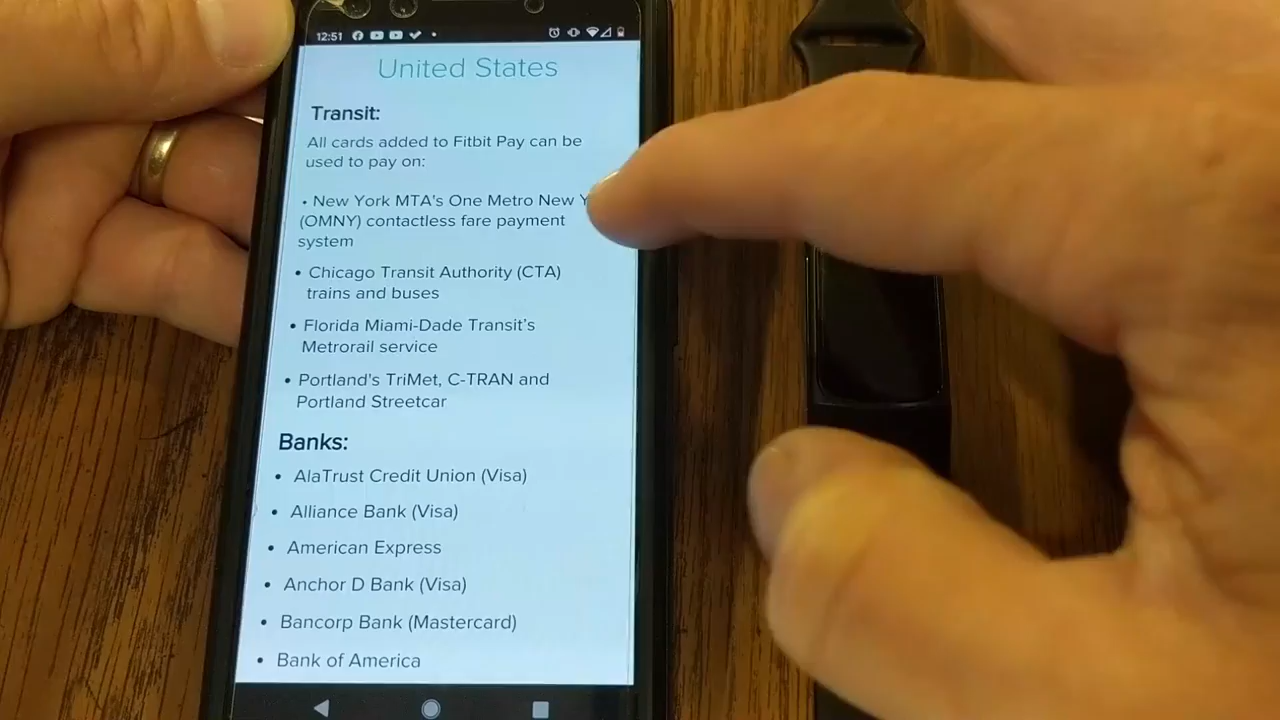 12:51
United States
Transit:
All cards added to Fitbit Pay can be
used to pay on:
• New York MTA's One Metro New
(OMNY) contactless fare payment
system
• Chicago Transit Authority (CTA)
trains and buses
• Florida Miami-Dade Transit's
Metrorail service
• Portland's TriMet, C-TRAN and
Portland Streetcar
Banks:
• AlaTrust Credit Union (Visa)
• Alliance Bank (Visa)
• American Express
• Anchor D Bank (Visa)
• Bancorp Bank (Mastercard)
• Bank of America